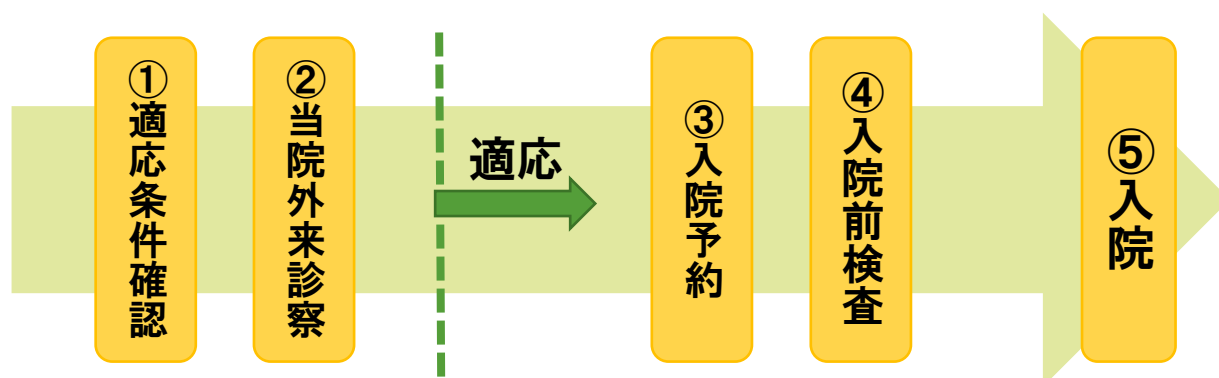 ①適応条件確認
②当院外来診察
適応
③入院予約
④入院前検査
⑤入院